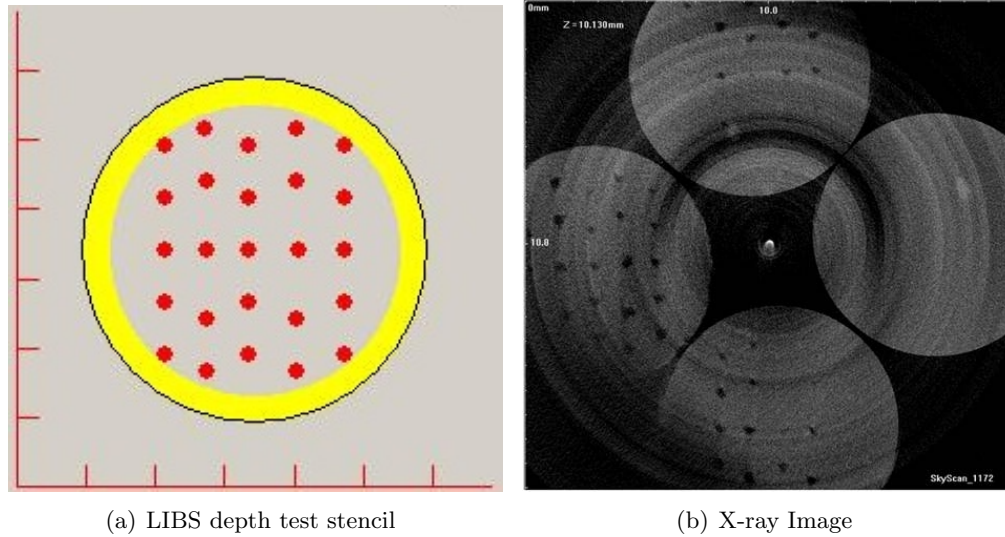 0mm
10.0
Z = 10.130mm
10.0
SkyScan_1172
(a) LIBS depth test stencil
(b) X-ray Image